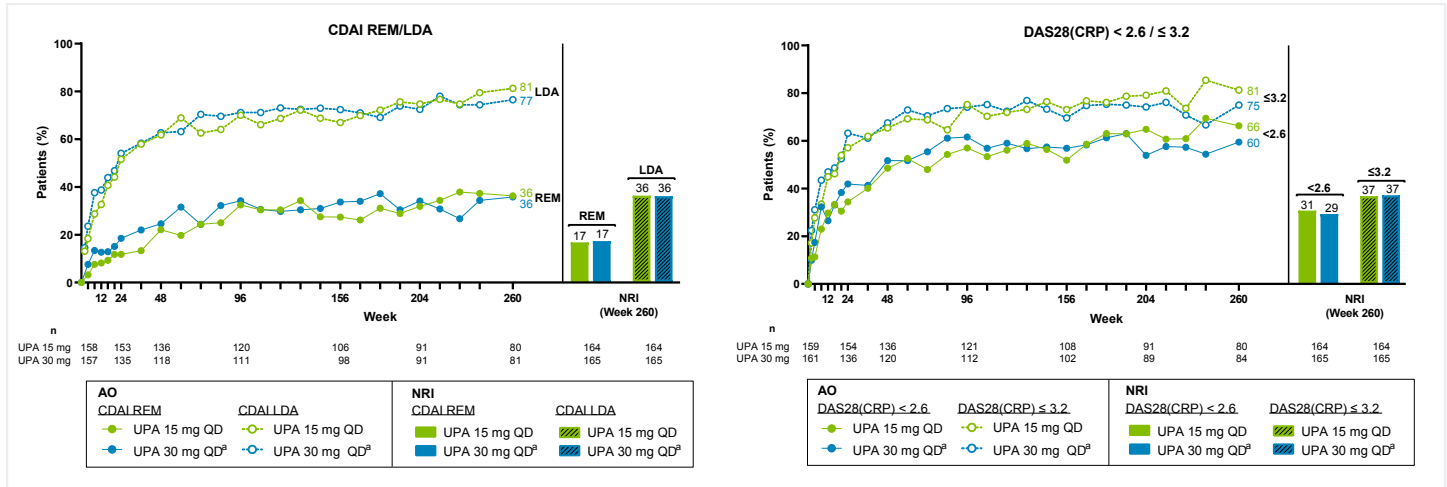 CDAI REM/LDA
Patients (%)
100
80
60
40
20
0
81
LDA
77
36
REM
36
LDA
36 36
REM
17 17
12 24 48 96 156 204 260
Week
NRI
(Week 260)
n
UPA 15 mg 158 153 136 120 106 91 80 164 164
UPA 30 mg 157 135 118 111 98 91 81 165 165
AO
CDAI REM CDAI LDA
UPA 15 mg QD UPA 15 mg QD
UPA 30 mg QDª UPA 30 mg QDª
NRI
CDAI REM CDAI LDA
UPA 15 mg QD UPA 15 mg QD
UPA 30 mg QDª UPA 30 mg QDª
DAS28(CRP) < 2.6 / ≤ 3.2
Patients (%)
100
80
60
40
20
0
81
≤3.2
75
66
<2.6
60
<2.6
31 29
≤3.2
37 37
12 24 48 96 156 204 260
Week
NRI
(Week 260)
n
UPA 15 mg 159 154 136 121 108 91 80 164 164
UPA 30 mg 161 136 120 112 102 89 84 165 165
AO
DAS28(CRP) < 2.6 DAS28(CRP) ≤ 3.2
UPA 15 mg QD UPA 15 mg QD
UPA 30 mg QDª UPA 30 mg QDª
NRI
DAS28(CRP) < 2.6 DAS28(CRP) ≤ 3.2
UPA 15 mg QD UPA 15 mg QD
UPA 30 mg QDª UPA 30 mg QDª